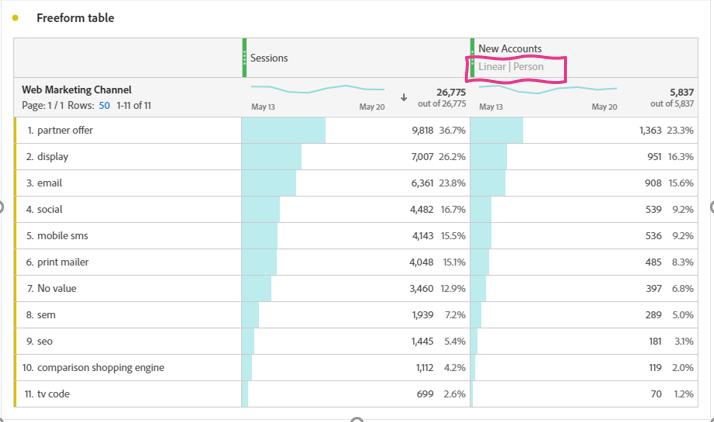 Freeform table
Sessions
New Accounts
Linear | Person
Web Marketing Channel
Page: 1 / 1 Rows: 50 1-11 of 11
May 13 May 20
26,775
out of 26,775
May 13 May 20
5,837
out of 5,837
1. partner offer 9,818 36.7% 1,363 23.3%
2. display 7,007 26.2% 951 16.3%
3. email 6,361 23.8% 908 15.6%
4. social 4,482 16.7% 539 9.2%
5. mobile sms 4,143 15.5% 536 9.2%
6. print mailer 4,048 15.1% 485 8.3%
7. No value 3,460 12.9% 397 6.8%
8. sem 1,939 7.2% 289 5.0%
9. seo 1,445 5.4% 181 3.1%
10. comparison shopping engine 1,112 4.2% 119 2.0%
11. tv code 699 2.6% 70 1.2%